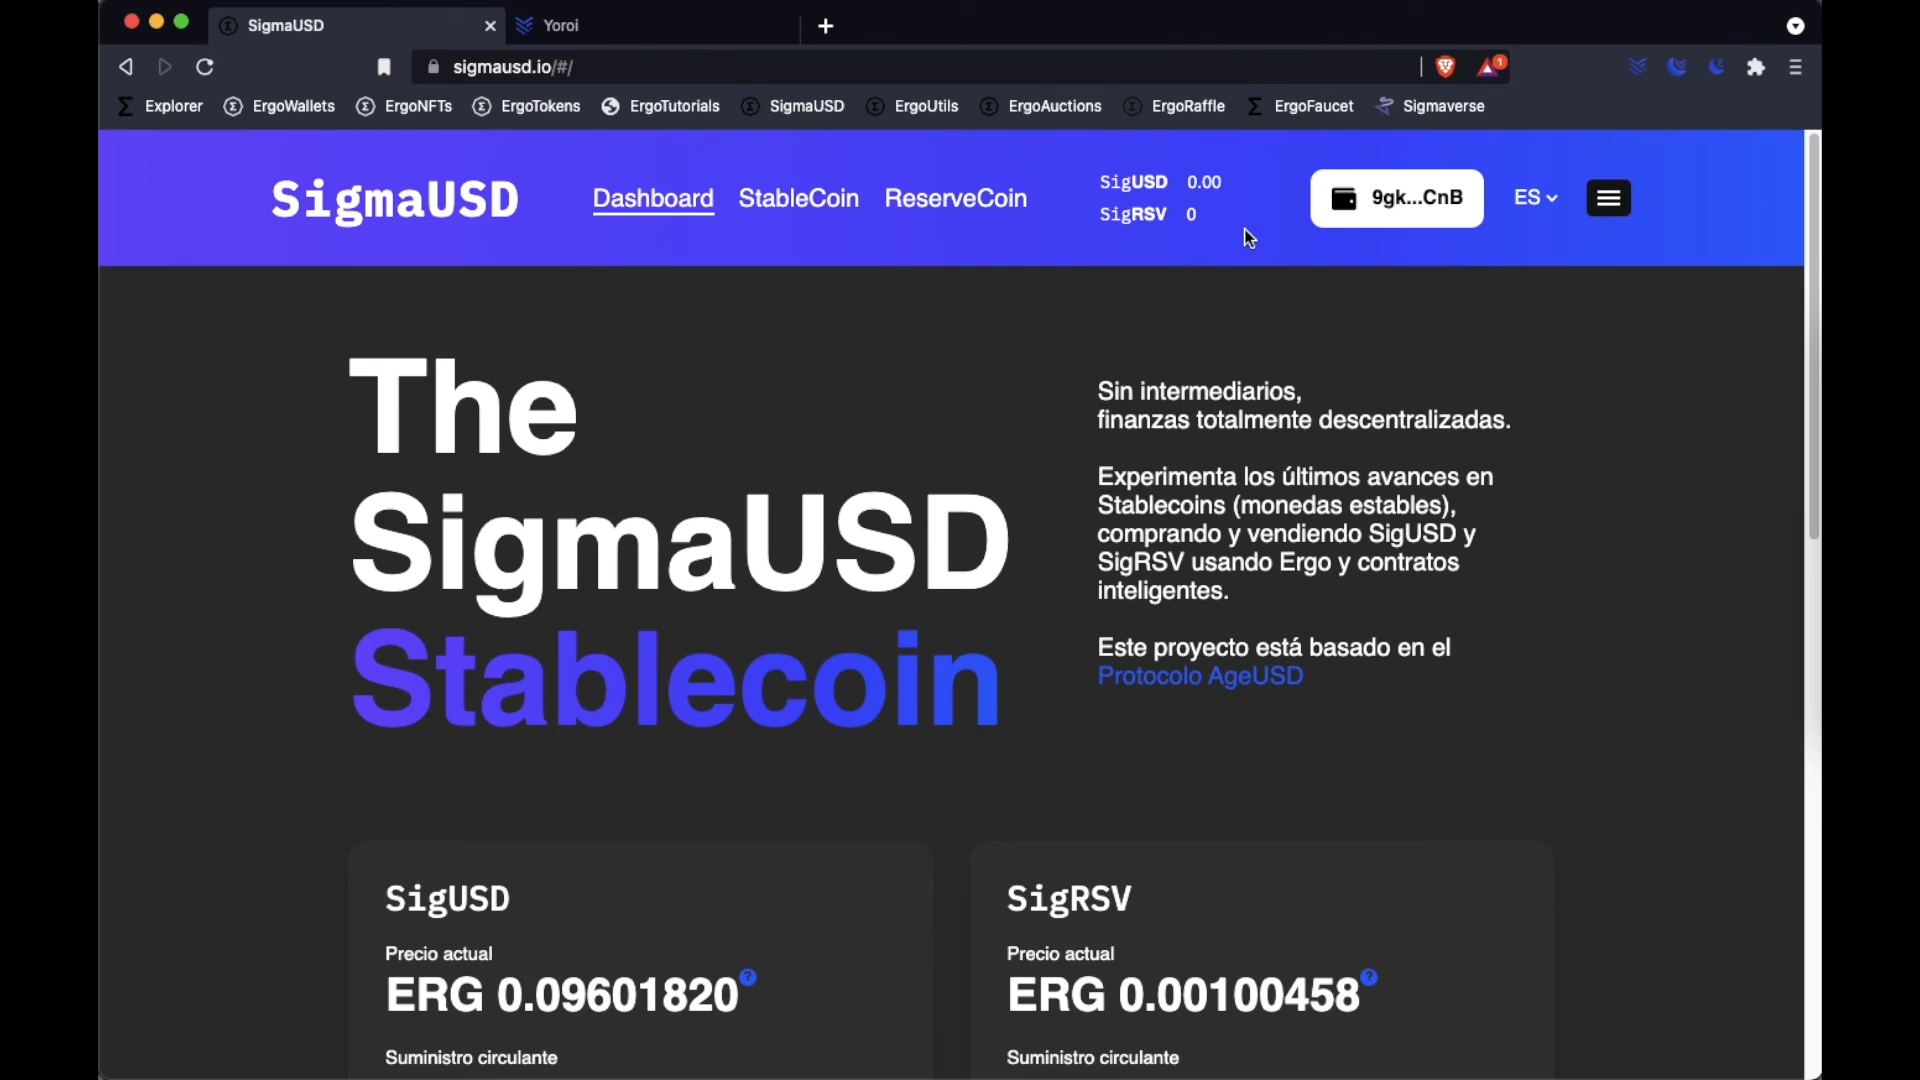 SigmaUSD
Yoroi
sigmausd.io/#/
1
Explorer
ErgoWallets
ErgoNFTs
ErgoTokens
ErgoTutorials
SigmaUSD
ErgoUtils
ErgoAuctions
ErgoRaffle
ErgoFaucet
Sigmaverse
SigmaUSD
Dashboard
StableCoin
ReserveCoin
SigUSD 0.00
SigRSV 0
9gk...CnB
ES
The
SigmaUSD
Stablecoin
Sin intermediarios,
finanzas totalmente descentralizadas.
Experimenta los últimos avances en
Stablecoins (monedas estables),
comprando y vendiendo SigUSD y
SigRSV usando Ergo y contratos
inteligentes.
Este proyecto está basado en el
Protocolo AgeUSD
SigUSD
Precio actual
ERG 0.09601820
?
Suministro circulante
SigRSV
Precio actual
ERG 0.00100458
?
Suministro circulante